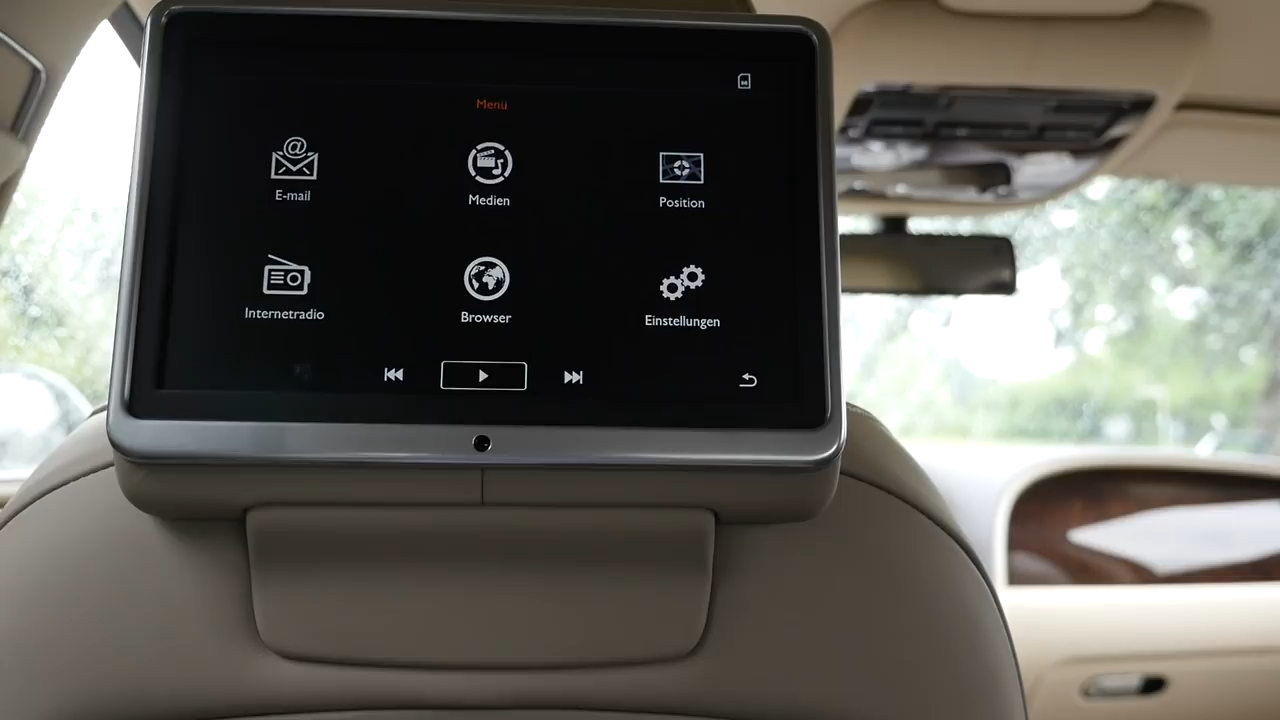 Menü
E-mail
Medien
Position
Internetradio
Browser
Einstellungen